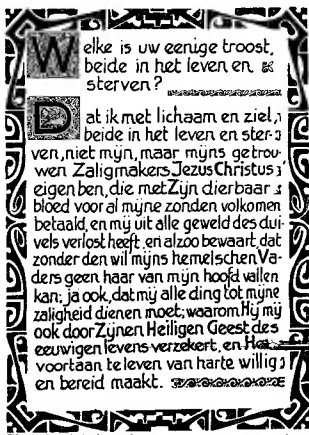 Welke is uw eenige troost,
beide in het leven en
sterven?
Dat ik met lichaam en ziel,
beide in het leven en ster-
ven, niet mijn, maar mijns getrou-
wen Zaligmakers Jezus Christus
eigen ben, die met Zijn dierbaar
bloed voor al mijne zonden volkomen
betaald, en mij uit alle geweld des dui-
vels verlost heeft, en alzoo bewaart, dat
zonder den wil mijns hemelschen Va-
ders geen haar van mijn hoofd vallen
kan; ja ook, dat mij alle ding tot mijne
zaligheid dienen moet; waarom Hij mij
ook door Zijnen Heiligen Geest des
eeuwigen levens verzekert, en Hem
voortaan te leven van harte willig
en bereid maakt.